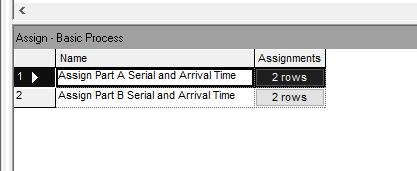 Assign - Basic Process
Name Assignments
1 Assign Part A Serial and Arrival Time 2 rows
2 Assign Part B Serial and Arrival Time 2 rows